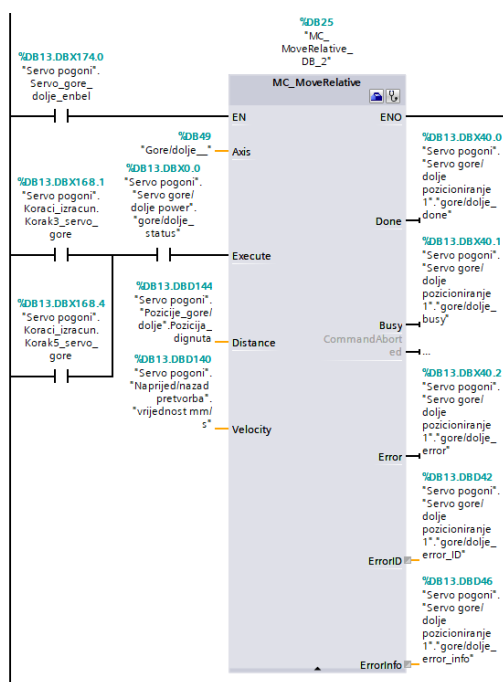 %DB25
"MC_
MoveRelative_
DB_2"
MC_MoveRelative
%DB13.DBX174.0
"Servo pogoni".
Servo_gore_
dolje_enbel
EN
ENO
%DB49
"Gore/dolje__"
Axis
%DB13.DBX168.1
"Servo pogoni".
Koraci_izracun.
Korak3_servo_
gore
%DB13.DBX0.0
"Servo pogoni".
"Servo gore/
dolje power".
"gore/dolje_
status"
Execute
%DB13.DBX168.4
"Servo pogoni".
Koraci_izracun.
Korak5_servo_
gore
%DB13.DBD144
"Servo pogoni".
"Pozicije_gore/
dolje".Pozicija_
dignuta
Distance
%DB13.DBD140
"Servo pogoni".
"Naprijed/nazad
pretvorba".
"vrijednost mm/
s"
Velocity
%DB13.DBX40.0
"Servo pogoni".
"Servo gore/
dolje
pozicioniranje
1"."gore/dolje_
done"
Done
%DB13.DBX40.1
"Servo pogoni".
"Servo gore/
dolje
pozicioniranje
1"."gore/dolje_
busy"
Busy
CommandAbort
ed
...
%DB13.DBX40.2
"Servo pogoni".
"Servo gore/
dolje
pozicioniranje
1"."gore/dolje_
error"
Error
%DB13.DBD42
"Servo pogoni".
"Servo gore/
dolje
pozicioniranje
1"."gore/dolje_
error_ID"
ErrorID
%DB13.DBD46
"Servo pogoni".
"Servo gore/
dolje
pozicioniranje
1"."gore/dolje_
error_info"
ErrorInfo